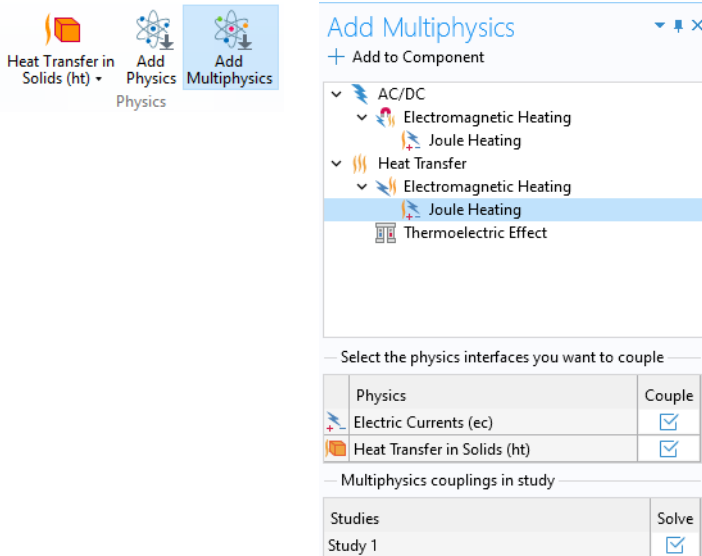 Heat Transfer in
Solids (ht)
Add
Physics
Add
Multiphysics
Physics
Add Multiphysics
Add to Component
AC/DC
Electromagnetic Heating
Joule Heating
Heat Transfer
Electromagnetic Heating
Joule Heating
Thermoelectric Effect
Select the physics interfaces you want to couple
Physics Couple
Electric Currents (ec)
Heat Transfer in Solids (ht)
Multiphysics couplings in study
Studies Solve
Study 1